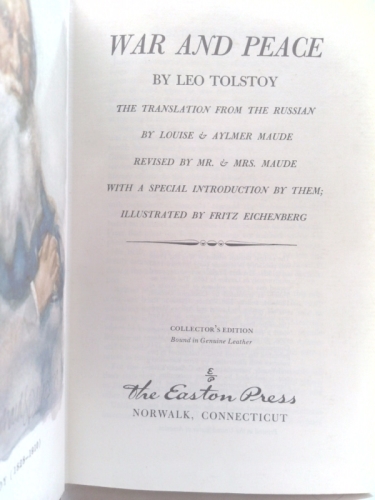 WAR AND PEACE
BY LEO TOLSTOY
THE TRANSLATION FROM THE RUSSIAN
BY LOUISE & AYLMER MAUDE
REVISED BY MR. & MRS. MAUDE
WITH A SPECIAL INTRODUCTION BY THEM;
ILLUSTRATED BY FRITZ EICHENBERG
COLLECTOR'S EDITION
Bound in Genuine Leather
The Easton Press
NORWALK, CONNECTICUT